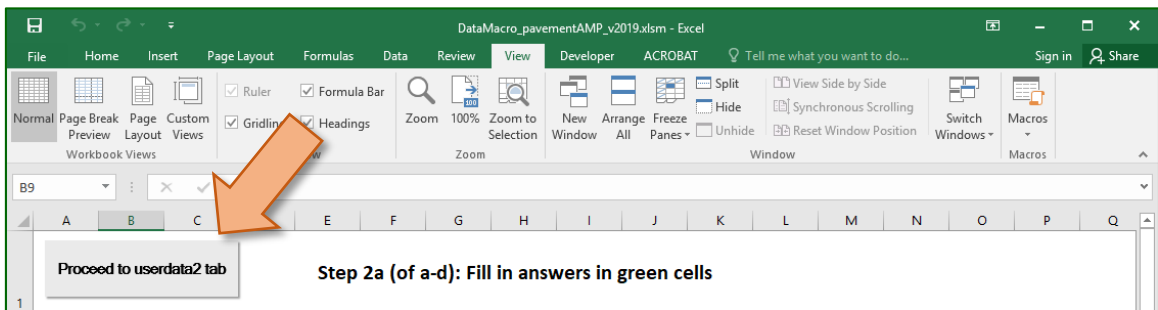 DataMacro_pavementAMP_v2019.xlsm - Excel
File Home Insert Page Layout Formulas Data Review View Developer ACROBAT Tell me what you want to do... Sign in Share
Normal Page Break Preview Page Layout Custom Views
Workbook Views
Ruler Formula Bar
Headings
Zoom 100% Zoom to Selection
Zoom
New Window Arrange All Freeze Panes
Split
Hide
Unhide
View Side by Side
Synchronous Scrolling
Reset Window Position
Switch Windows
Window
Macros
Macros
B9
A B C E F G H I J K L M N O P Q
Proceed to userdata2 tab
Step 2a (of a-d): Fill in answers in green cells
1